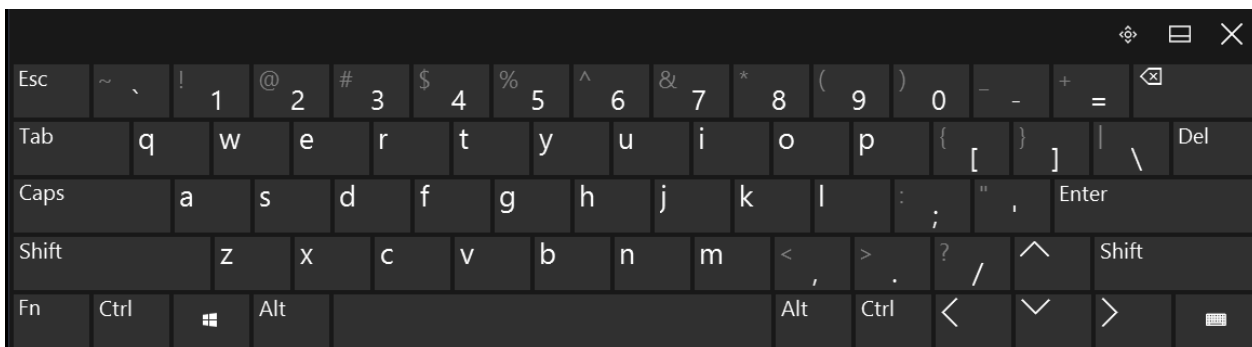 Esc ~ ` ! 1 @ 2 # 3 $ 4 % 5 ^ 6 & 7 * 8 ( 9 ) 0 _ - + =
Tab q w e r t y u i o p { [ } ] | \ Del
Caps a s d f g h j k l : ; " ' Enter
Shift z x c v b n m < , > . ? / Shift
Fn Ctrl Alt Alt Ctrl